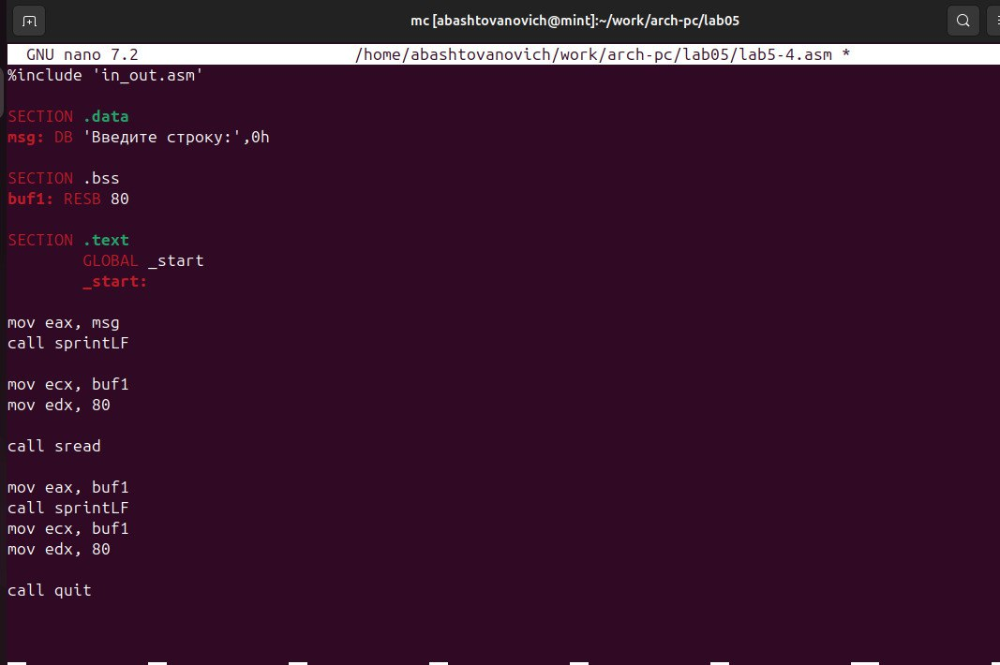 mc [abashtovanovich@mint]:~/work/arch-pc/lab05
GNU nano 7.2 /home/abashtovanovich/work/arch-pc/lab05/lab5-4.asm *
%include 'in_out.asm'
SECTION .data
msg: DB 'Введите строку:',0h
SECTION .bss
buf1: RESB 80
SECTION .text
GLOBAL _start
_start:
mov eax, msg
call sprintLF
mov ecx, buf1
mov edx, 80
call sread
mov eax, buf1
call sprintLF
mov ecx, buf1
mov edx, 80
call quit